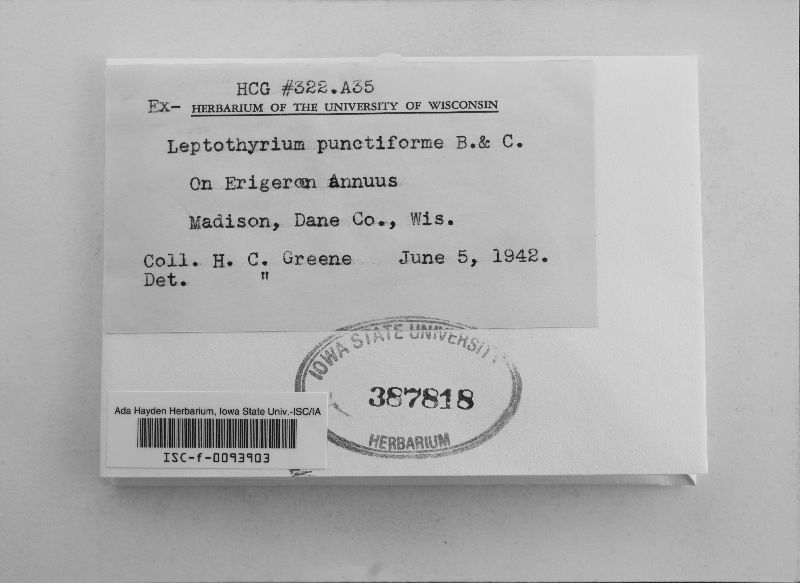 HCG #322.A35
Ex- HERBARIUM OF THE UNIVERSITY OF WISCONSIN
Leptothyrium punctiforme B.& C.
On Erigeron Annuus
Madison, Dane Co., Wis.
Coll. H. C. Greene June 5, 1942.
Det. "
IOWA STATE UNIVERSITY
387818
HERBARIUM
Ada Hayden Herbarium, Iowa State Univ.-ISC/IA
ISC-f-0093903